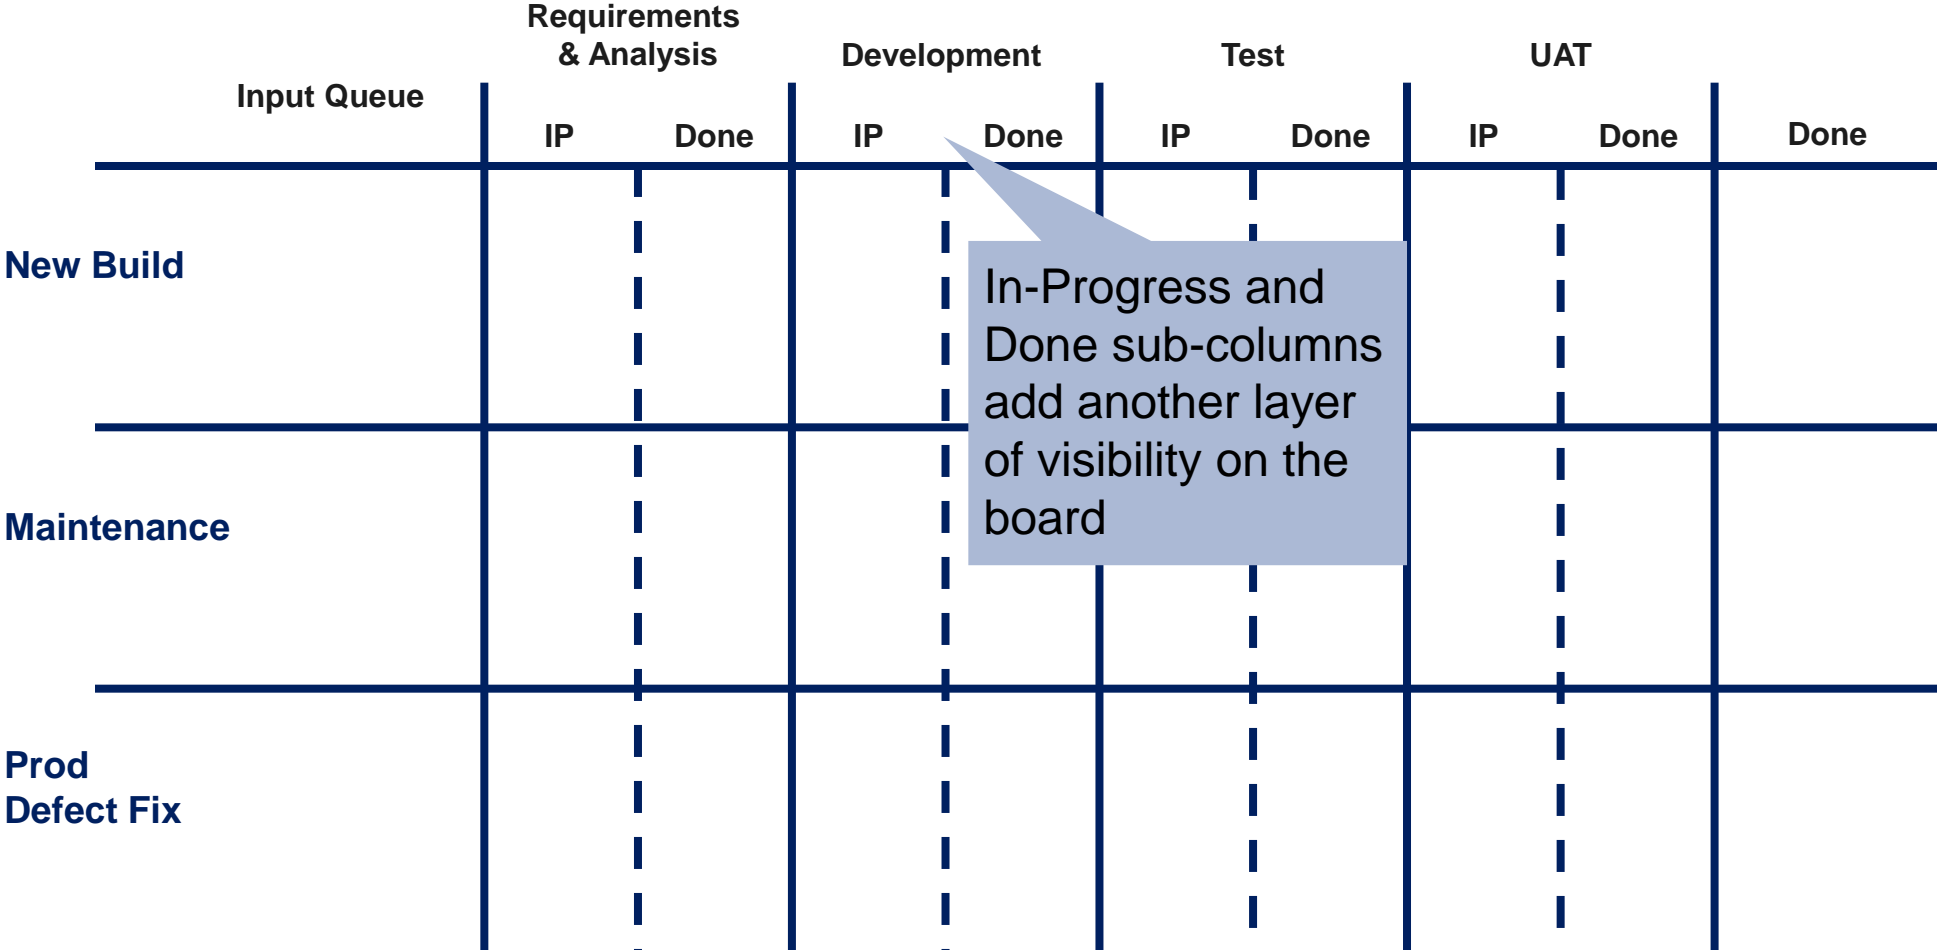 Requirements
& Analysis
Development
Test
UAT
Input Queue
IP
Done
IP
Done
IP
Done
IP
Done
Done
New Build
In-Progress and
Done sub-columns
add another layer
of visibility on the
board
Maintenance
Prod
Defect Fix